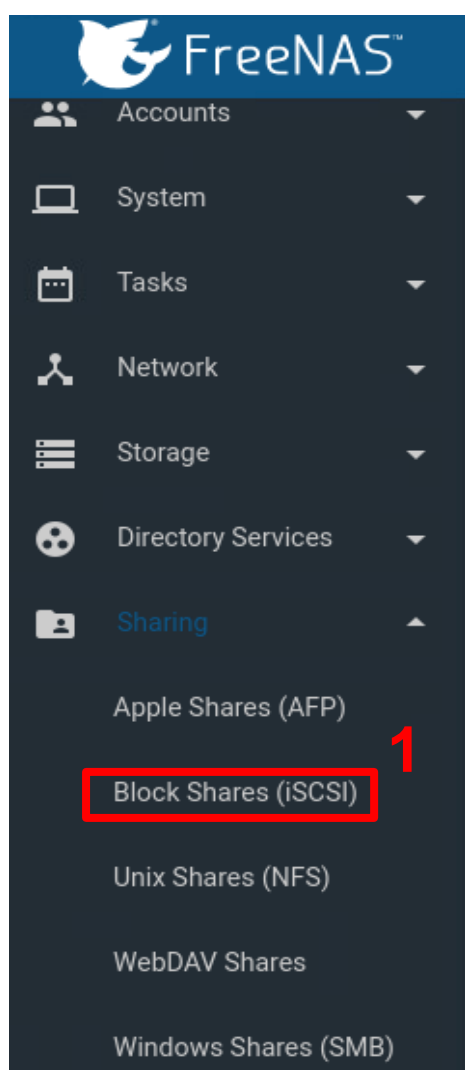 FreeNAS™
Accounts
System
Tasks
Network
Storage
Directory Services
Sharing
Apple Shares (AFP)
1
Block Shares (iSCSI)
Unix Shares (NFS)
WebDAV Shares
Windows Shares (SMB)